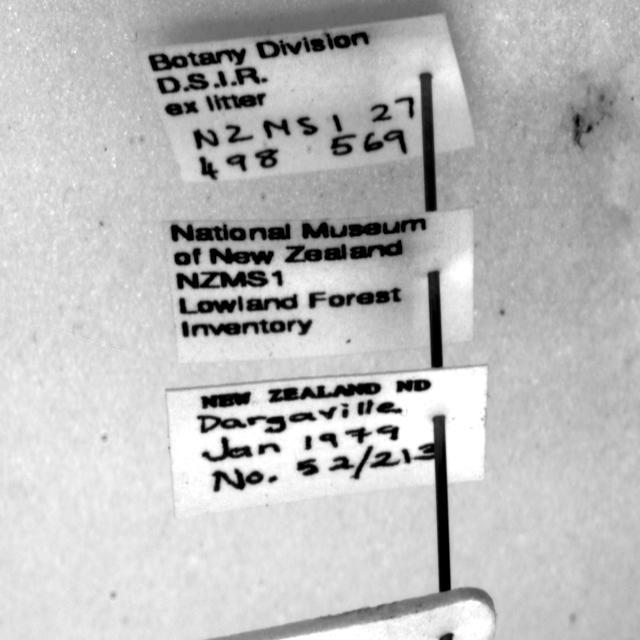 Botany Division
D.S.I.R.
ex litter
NZMS1 27
498 569
National Museum
of New Zealand
NZMS1
Lowland Forest
Inventory
NEW ZEALAND ND
Dargaville
Jan 1979
No. 52/213